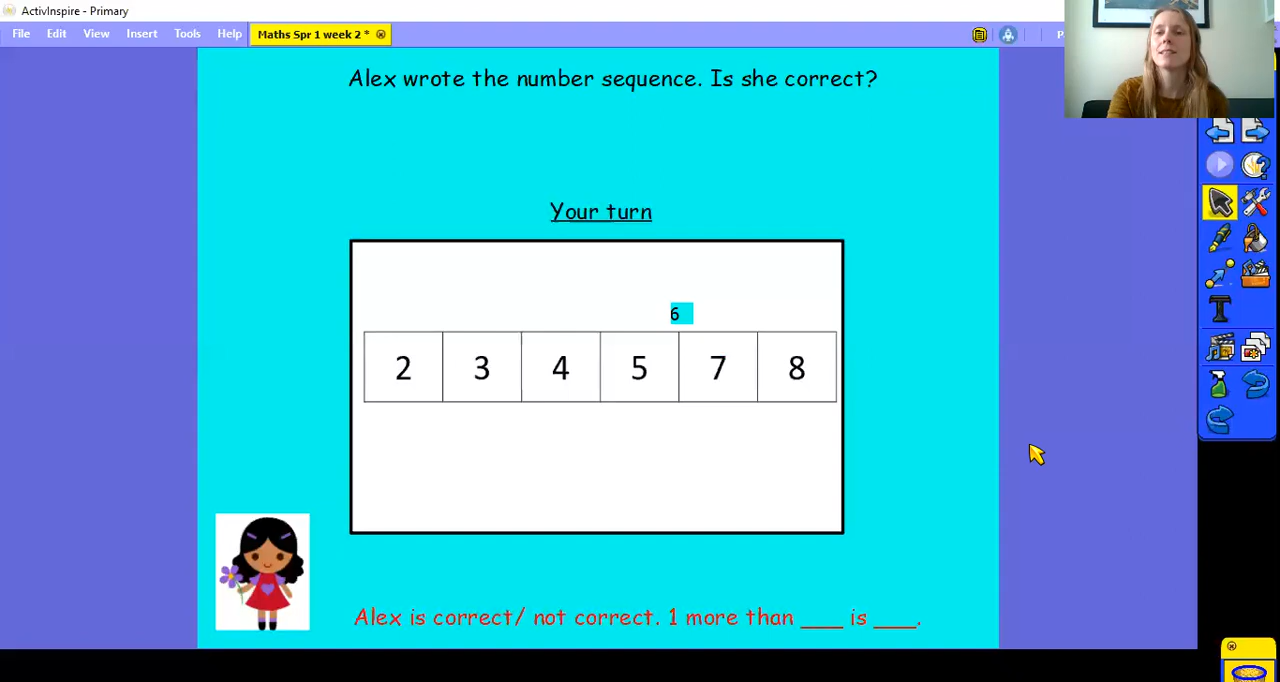 ActivInspire - Primary
File Edit View Insert Tools Help Maths Spr 1 week 2 *
Alex wrote the number sequence. Is she correct?
Your turn
6
2 3 4 5 7 8
Alex is correct/ not correct. 1 more than ___ is ___.